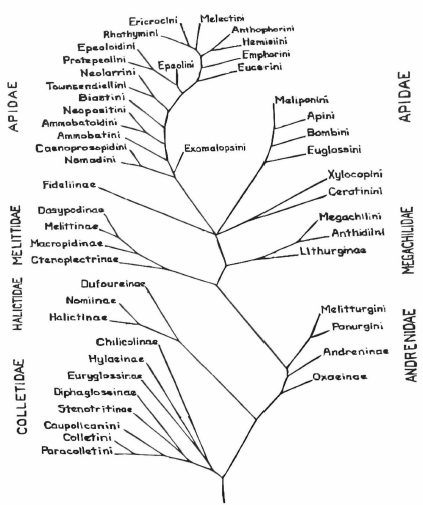 Ericrocini
Melectini
Rhathymini
Anthophorini
Epeoloidini
Hemisiini
Protepeolini
Epeolini
Emphorini
Neolarrini
Eucerini
Townsendiellini
Biastini
Meliponini
Neopasitini
Apini
Ammobatoidini
Bombini
Ammobatini
Caenoprosopidini
Exomalopsini
Euglossini
Nomadini
Xylocopini
Fideliinae
Ceratinini
Dasypodinae
Megachilini
Melittinae
Anthidiini
Macropidinae
Lithurginae
Ctenoplectrinae
Dufoureinae
Nomiinae
Melitturgini
Halictinae
Panurgini
Chilicolinae
Andreninae
Hylaeinae
Euryglossinae
Oxaeinae
Diphaglossinae
Stenotritinae
Caupolicanini
Colletini
Paracolletini
APIDAE
MELITTIDAE
HALICTIDAE
COLLETIDAE
APIDAE
MEGACHILIDAE
ANDRENIDAE